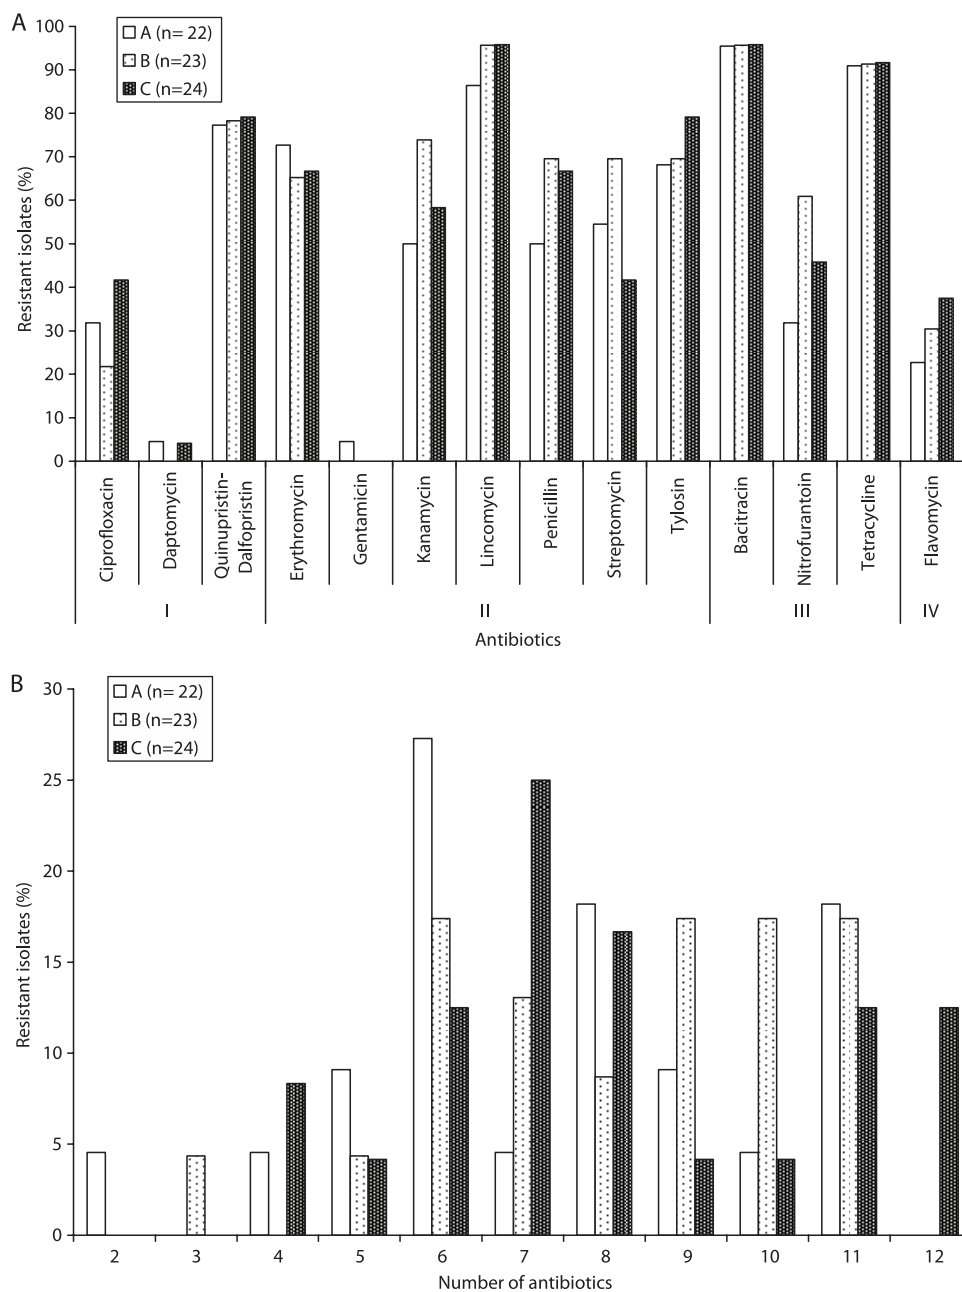 A
A (n= 22)
B (n=23)
C (n=24)
Resistant isolates (%)
100
90
80
70
60
50
40
30
20
10
0
Ciprofloxacin
Daptomycin
Quinupristin-
Dalfopristin
Erythromycin
Gentamicin
Kanamycin
Lincomycin
Penicillin
Streptomycin
Tylosin
Bacitracin
Nitrofurantoin
Tetracycline
Flavomycin
I II III IV
Antibiotics
B
A (n= 22)
B (n=23)
C (n=24)
Resistant isolates (%)
30
25
20
15
10
5
0
2 3 4 5 6 7 8 9 10 11 12
Number of antibiotics